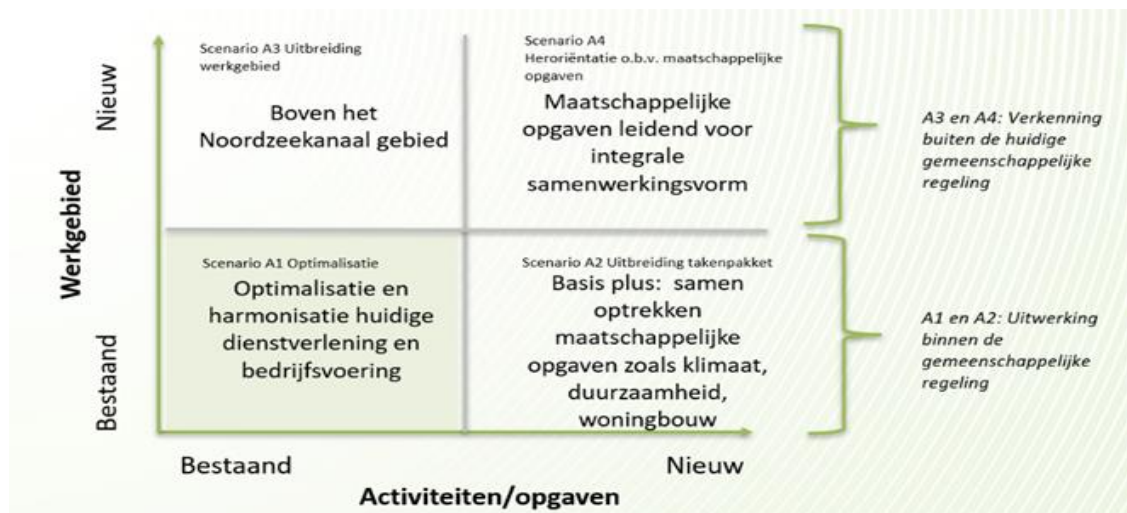 Werkgebied
Nieuw
Bestaand
Scenario A3 Uitbreiding
werkgebied
Boven het
Noordzeekanaal gebied
Scenario A4
Heroriëntatie o.b.v. maatschappelijke
opgaven
Maatschappelijke
opgaven leidend voor
integrale
samenwerkingsvorm
A3 en A4: Verkenning
buiten de huidige
gemeenschappelijke
regeling
Scenario A1 Optimalisatie
Optimalisatie en
harmonisatie huidige
dienstverlening en
bedrijfsvoering
Scenario A2 Uitbreiding takenpakket
Basis plus: samen
optrekken
maatschappelijke
opgaven zoals klimaat,
duurzaamheid,
woningbouw
A1 en A2: Uitwerking
binnen de
gemeenschappelijke
regeling
Bestaand
Nieuw
Activiteiten/opgaven